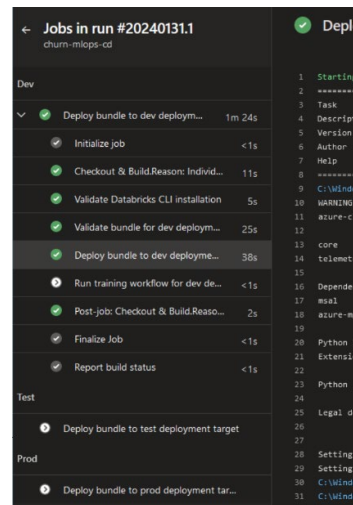 ← Jobs in run #20240131.1
churn-mlops-cd
Dev
Deploy bundle to dev deploym... 1m 24s
Initialize job <1s
Checkout & Build.Reason: Individ... 11s
Validate Databricks CLI installation 5s
Validate bundle for dev deploym... 25s
Deploy bundle to dev deployme... 38s
Run training workflow for dev de... <1s
Post-job: Checkout & Build.Reaso... 2s
Finalize Job <1s
Report build status <1s
Test
Deploy bundle to test deployment target
Prod
Deploy bundle to prod deployment tar...
Depl
1 Starting
2 ========
3 Task
4 Descript
5 Version
6 Author
7 Help
8 ========
9 C:\Wind
10 WARNING
11 azure-c
12
13 core
14 telemet
15
16 Depende
17 msal
18 azure-m
19
20 Python
21 Extensi
22
23 Python
24
25 Legal d
26
27
28 Setting
29 Setting
30 C:\Wind
31 C:\Wind